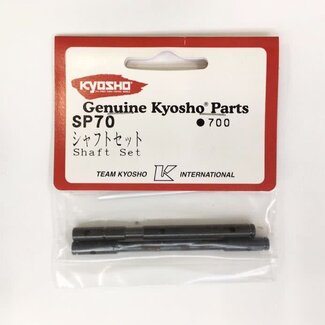 KYOSHO
Genuine Kyosho® Parts
SP70 ●700
シャフトセット
Shaft Set
TEAM KYOSHO K INTERNATIONAL